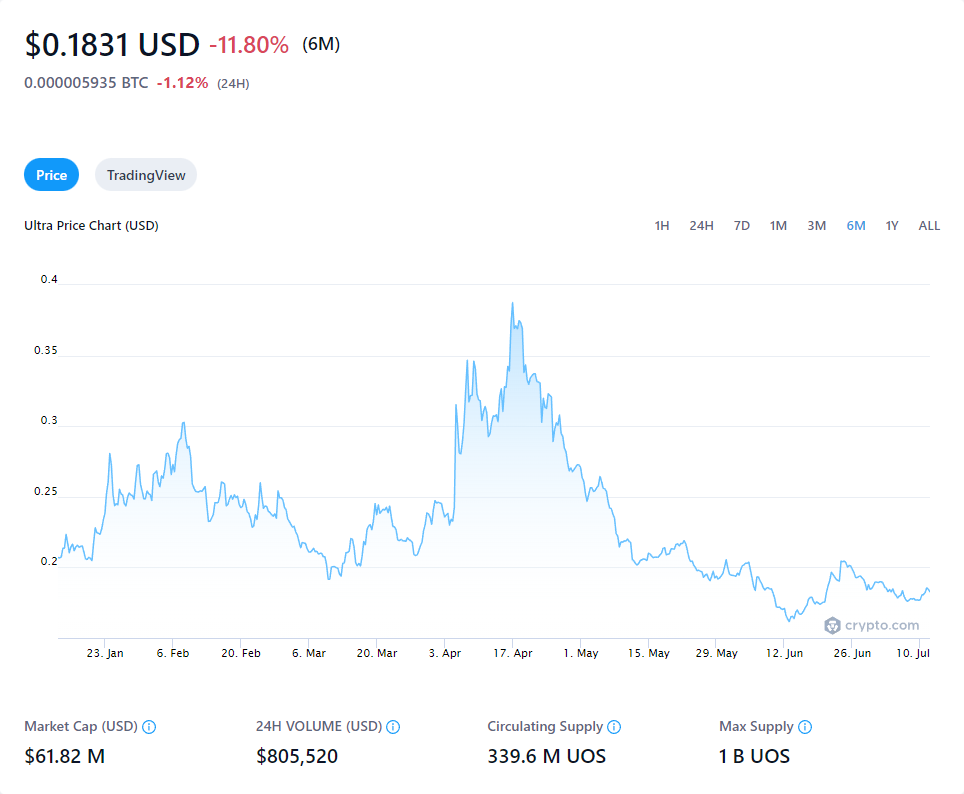 $0.1831 USD -11.80% (6M)
0.000005935 BTC -1.12% (24H)
Price TradingView
Ultra Price Chart (USD) 1H 24H 7D 1M 3M 6M 1Y ALL
0.4
0.35
0.3
0.25
0.2
crypto.com
23. Jan 6. Feb 20. Feb 6. Mar 20. Mar 3. Apr 17. Apr 1. May 15. May 29. May 12. Jun 26. Jun 10. Jul
Market Cap (USD) 24H VOLUME (USD) Circulating Supply Max Supply
$61.82 M $805,520 339.6 M UOS 1 B UOS